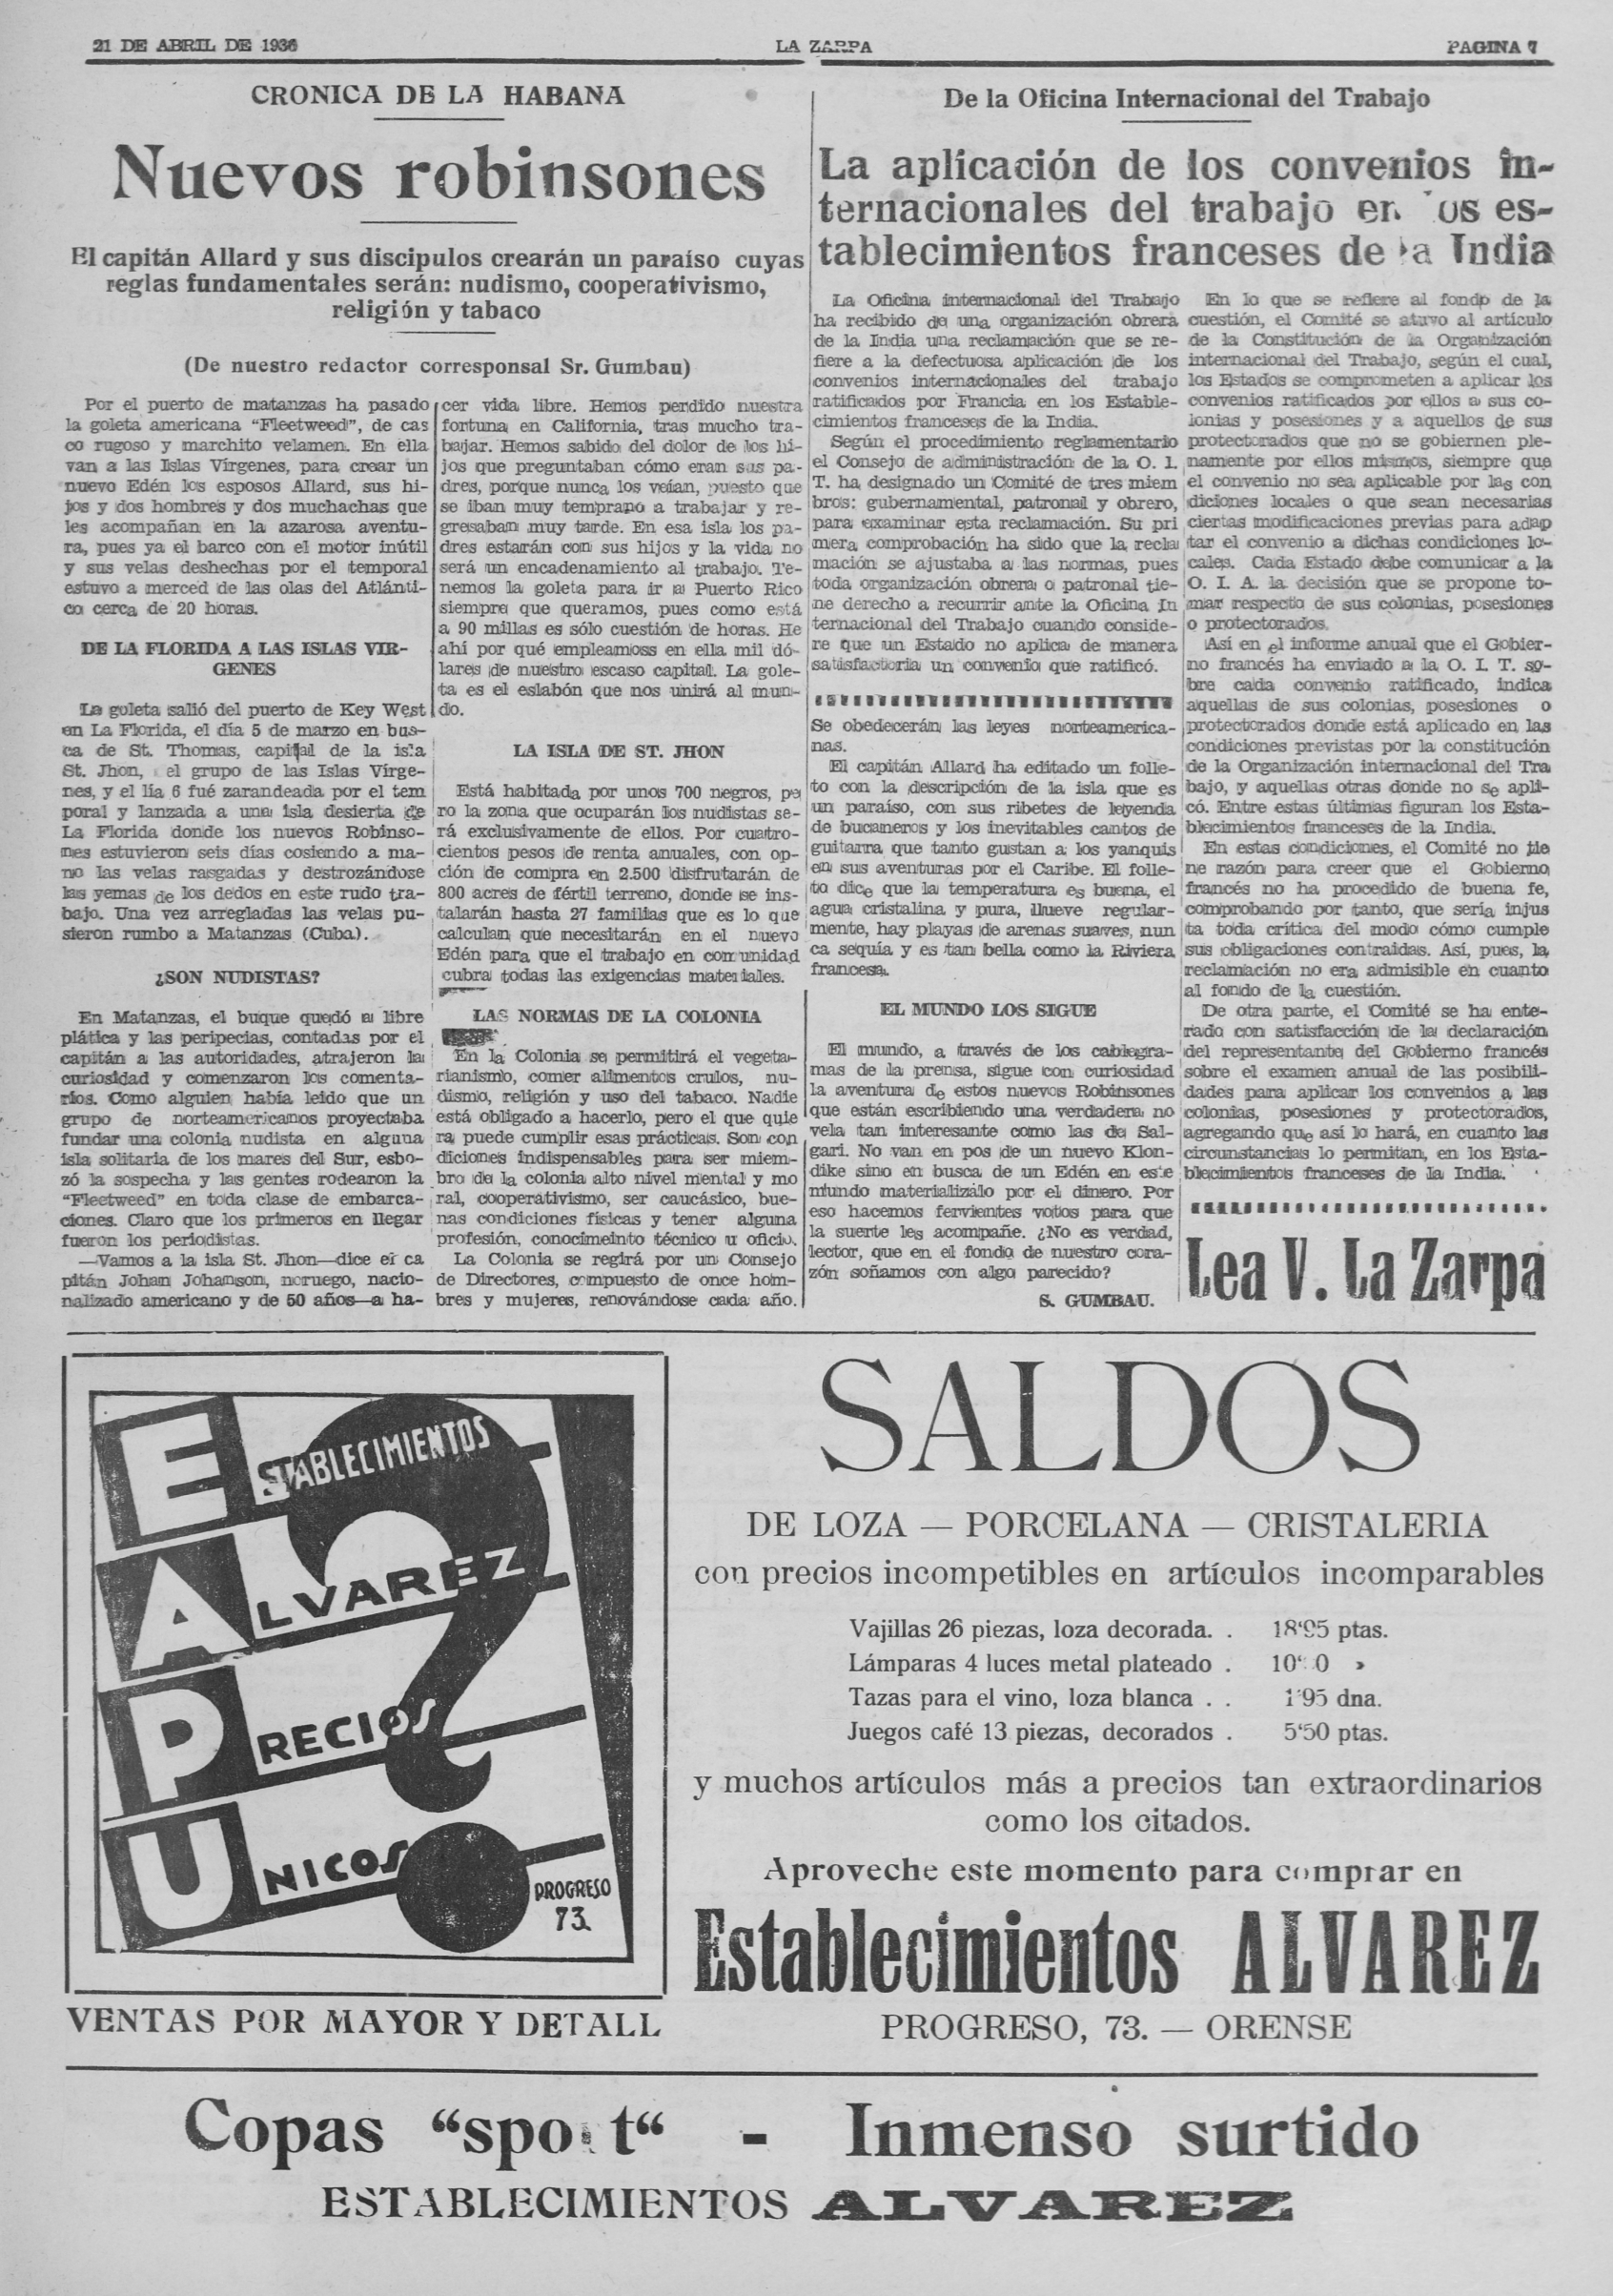 21 DE ABRIL DE 1936
LA ZARPA
PAGINA 7
CRONICA DE LA HABANA
Nuevos robinsones
El capitán Allard y sus discipulos crearán un paraíso cuyas
reglas fundamentales serán: nudismo, cooperativismo,
religión y tabaco
(De nuestro redactor corresponsal Sr. Gumbau)
Por el puerto de matanzas ha pasado
la goleta americana "Fleetweed", de cas
co rugoso y marchito velamen. En ella
van a las Islas Vírgenes, para crear un
nuevo Edén los esposos Allard, sus hi-
jos y dos hombres y dos muchachas que
les acompañan en la azarosa aventu-
ra, pues ya el barco con el motor inútil
y sus velas deshechas por el temporal
estuvo a merced de las olas del Atlánti-
co cerca de 20 horas.
DE LA FLORIDA A LAS ISLAS VIR-
GENES
La goleta salió del puerto de Key West
en La Florida, el día 5 de marzo en bus-
ca de St. Thomas, capital de la isla
St. Jhon, el grupo de las Islas Vírge-
nes, y el lía 6 fué zarandeada por el tem
poral y lanzada a una isla desierta de
La Florida donde los nuevos Robinso-
mes estuvieron seis días cosiendo a ma-
no las velas rasgadas y destrozándose
las yemas de los dedos en este rudo tra-
bajo. Una vez arregladas las velas pu-
sieron rumbo a Matanzas (Cuba).
¿SON NUDISTAS?
En Matanzas, el buque quedó a libre
plática y las peripecias, contadas por el
capitán a las autoridades, atrajeron la
curiosidad y comenzaron los comenta-
rios. Como alguien había leido que un
grupo de norteamericanos proyectaba
fundar una colonia nudista en alguna
isla solitaria de los mares del Sur, esbo-
zó la sospecha y las gentes rodearon la
"Fleetweed" en toda clase de embarca-
ciones. Claro que los primeros en llegar
fueron los periodistas.
—Vamos a la isla St. Jhon—dice el ca
pitán Johan Johamson, noruego, nacio-
nalizado americano y de 50 años—a ha-
cer vida libre. Hemos perdido nuestra
fortuna en California, tras mucho tra-
bajar. Hemos sabido del dolor de los hi-
jos que preguntaban cómo eran sus pa-
dres, porque nunca los veían, puesto que
se iban muy temprano a trabajar y re-
gresaban muy tarde. En esa isla los pa-
dres estarán con sus hijos y la vida no
será un encadenamiento al trabajo. Te-
nemos la goleta para ir a Puerto Rico
siempre que queramos, pues como está
a 90 millas es sólo cuestión de horas. He
ahí por qué empleamoss en ella mil dó-
lares de nuestro escaso capital. La gole-
ta es el eslabón que nos unirá al mun-
do.
LA ISLA DE ST. JHON
Está habitada por unos 700 negros, pe
ro la zona que ocuparán los nudistas se-
rá exclusivamente de ellos. Por cuatro-
cientos pesos de renta anuales, con op-
ción de compra en 2.500 disfrutarán de
800 acres de fértil terreno, donde se ins-
talarán hasta 27 familias que es lo que
calculan que necesitarán en el nuevo
Edén para que el trabajo en comunidad
cubra todas las exigencias materiales.
LAS NORMAS DE LA COLONIA
En la Colonia se permitirá el vegeta-
rianismo, comer alimentos crulos, nu-
dismo, religión y uso del tabaco. Nadie
está obligado a hacerlo, pero el que quie
ra puede cumplir esas prácticas. Son con
diciones indispensables para ser miem-
bro de la colonia alto nivel mental y mo
ral, cooperativismo, ser caucásico, bue-
nas condiciones físicas y tener alguna
profesión, conocimeinto técnico u oficio.
La Colonia se regirá por un Consejo
de Directores, compuesto de once hom-
bres y mujeres, renovándose cada año.
Se obedecerán las leyes norteamerica-
nas.
El capitán Allard ha editado un folle-
to con la descripción de la isla que es
un paraíso, con sus ribetes de leyenda
de bucaneros y los inevitables cantos de
guitarra que tanto gustan a los yanquis
en sus aventuras por el Caribe. El folle-
to dice que la temperatura es buena, el
agua cristalina y pura, llueve regular-
mente, hay playas de arenas suaves, nun
ca sequía y es tan bella como la Riviera
francesa.
EL MUNDO LOS SIGUE
El mundo, a través de los cablegra-
mas de la prensa, sigue con curiosidad
la aventura de estos nuevos Robinsones
que están escribiendo una verdadera no
vela tan interesante como las de Sal-
gari. No van en pos de un nuevo Klon-
dike sino en busca de un Edén en este
mundo materializálo por el dinero. Por
eso hacemos fervientes votos para que
la suerte les acompañe. ¿No es verdad,
lector, que en el fondo de nuestro cora-
zón soñamos con algo parecido?
S. GUMBAU.
De la Oficina Internacional del Trabajo
La aplicación de los convenios in-
ternacionales del trabajo en los es-
tablecimientos franceses de la India
La Oficina internacional del Trabajo
ha recibido de una organización obrera
de la India una reclamación que se re-
fiere a la defectuosa aplicación de los
convenios internacionales del trabajo
ratificados por Francia en los Estable-
cimientos franceses de la India.
Según el procedimiento reglamentario
el Consejo de administración de la O. I.
T. ha designado un Comité de tres miem
bros: gubernamental, patronal y obrero,
para examinar esta reclamación. Su pri
mera comprobación ha sido que la recla
mación se ajustaba a las normas, pues
toda organización obrera o patronal tie-
ne derecho a recurrir ante la Oficina In
ternacional del Trabajo cuando conside-
re que un Estado no aplica de manera
satisfactoria un convenio que ratificó.
En lo que se refiere al fondo de la
cuestión, el Comité se atuvo al artículo
de la Constitución de la Organización
internacional del Trabajo, según el cual,
los Estados se comprometen a aplicar los
convenios ratificados por ellos a sus co-
lonias y posesiones y a aquellos de sus
protectorados que no se gobiernen ple-
namente por ellos mismos, siempre que
el convenio no sea aplicable por las con
diciones locales o que sean necesarias
ciertas modificaciones previas para adap
tar el convenio a dichas condiciones lo-
cales. Cada Estado debe comunicar a la
O. I. A. la decisión que se propone to-
mar respecto de sus colonias, posesiones
o protectorados.
Así en el informe anual que el Gobier-
no francés ha enviado a la O. I. T. so-
bre cada convenio ratificado, indica
aquellas de sus colonias, posesiones o
protectorados donde está aplicado en las
condiciones previstas por la constitución
de la Organización internacional del Tra
bajo, y aquellas otras donde no se apli-
có. Entre estas últimas figuran los Esta-
blecimientos franceses de la India.
En estas condiciones, el Comité no tie
ne razón para creer que el Gobierno
francés no ha procedido de buena fe,
comprobando por tanto, que sería injus
ta toda crítica del modo cómo cumple
sus obligaciones contraidas. Así, pues, la
reclamación no era admisible en cuanto
al fondo de la cuestión.
De otra parte, el Comité se ha ente-
rado con satisfacción de la declaración
del representante del Gobierno francés
sobre el examen anual de las posibili-
dades para aplicar los convenios a las
colonias, posesiones y protectorados,
agregando que así lo hará, en cuanto las
circunstancias lo permitan, en los Esta-
blecimientos franceses de la India.
Lea V. La Zarpa
ESTABLECIMIENTOS
ALVAREZ
PRECIOS
UNICOS
PROGRESO
73.
VENTAS POR MAYOR Y DETALL
SALDOS
DE LOZA — PORCELANA — CRISTALERIA
con precios incompetibles en artículos incomparables
Vajillas 26 piezas, loza decorada. . 18'95 ptas.
Lámparas 4 luces metal plateado .
Tazas para el vino, loza blanca . . 1'95 dna.
Juegos café 13 piezas, decorados . 5'50 ptas.
y muchos artículos más a precios tan extraordinarios
como los citados.
Aproveche este momento para comprar en
Establecimientos ALVAREZ
PROGRESO, 73. — ORENSE
Copas "sport" - Inmenso surtido
ESTABLECIMIENTOS ALVAREZ